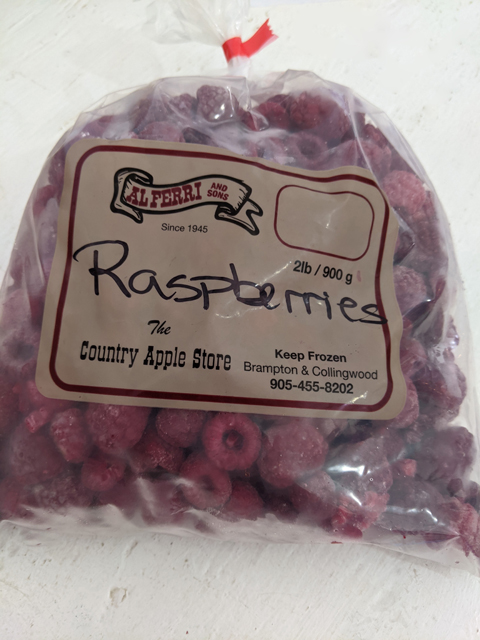 AL FERRI AND SONS
Since 1945
2lb / 900 g
Raspberries
The
Country Apple Store
Keep Frozen
Brampton & Collingwood
905-455-8202